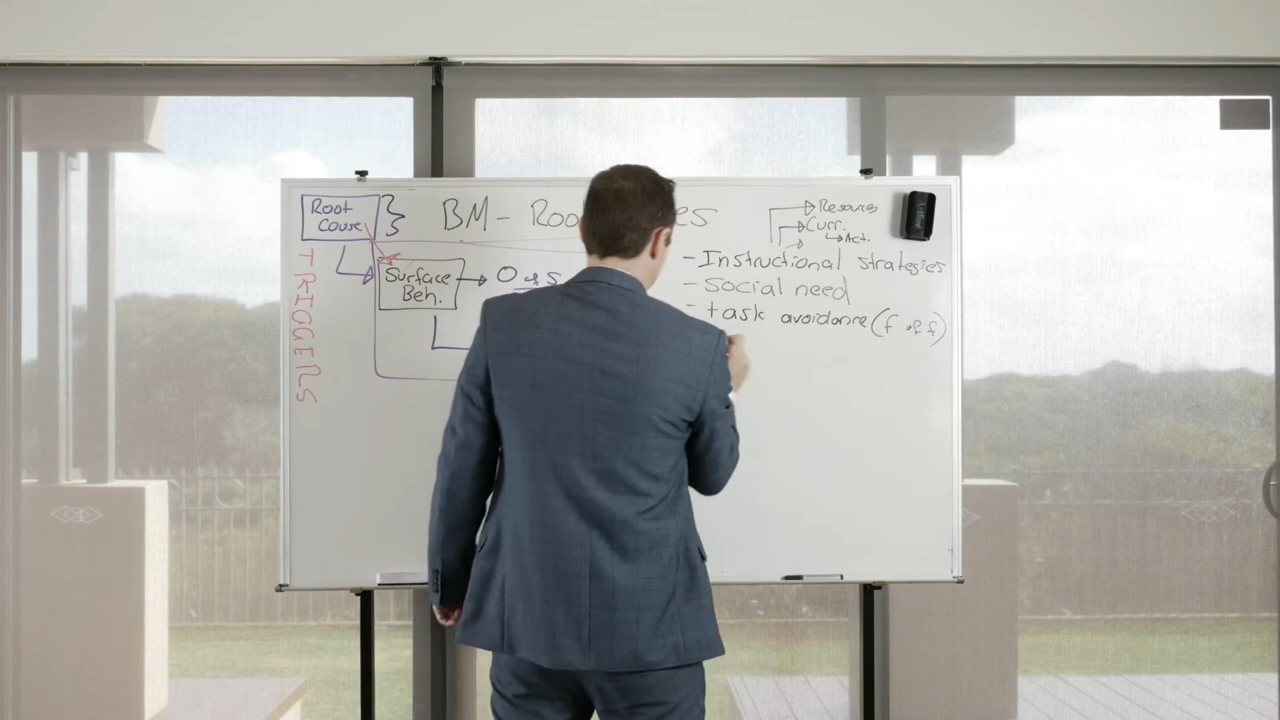 Root
Cause
BM - Roo
es
Resources
Curr.
Act.
TRIGGERS
Surface
Beh.
- Instructional strategies
- Social need
- task avoidance (f of f)